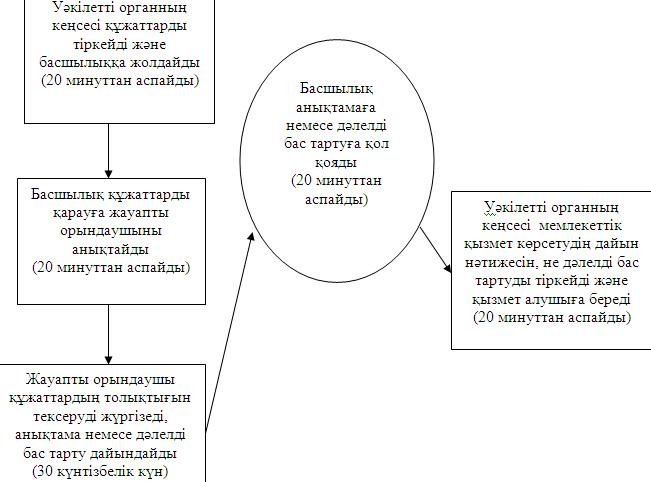 Уәкілетті органның
кеңсесі құжаттарды
тіркейді және
басшылыққа жолдайды
(20 минуттан аспайды)
Басшылық құжаттарды
қарауға жауапты
орындаушыны
анықтайды
(20 минуттан аспайды)
Жауапты орындаушы
құжаттардың толықтығын
тексеруді жүргізеді,
анықтама немесе дәлелді
бас тарту дайындайды
(30 күнтізбелік күн)
Басшылық
анықтамаға
немесе дәлелді
бас тартуға қол
қояды
(20 минуттан
аспайды)
Уәкілетті органның
кеңсесі мемлекеттік
қызмет көрсетудің дайын
нәтижесін, не дәлелді бас
тартуды тіркейді және
қызмет алушыға береді
(20 минуттан аспайды)